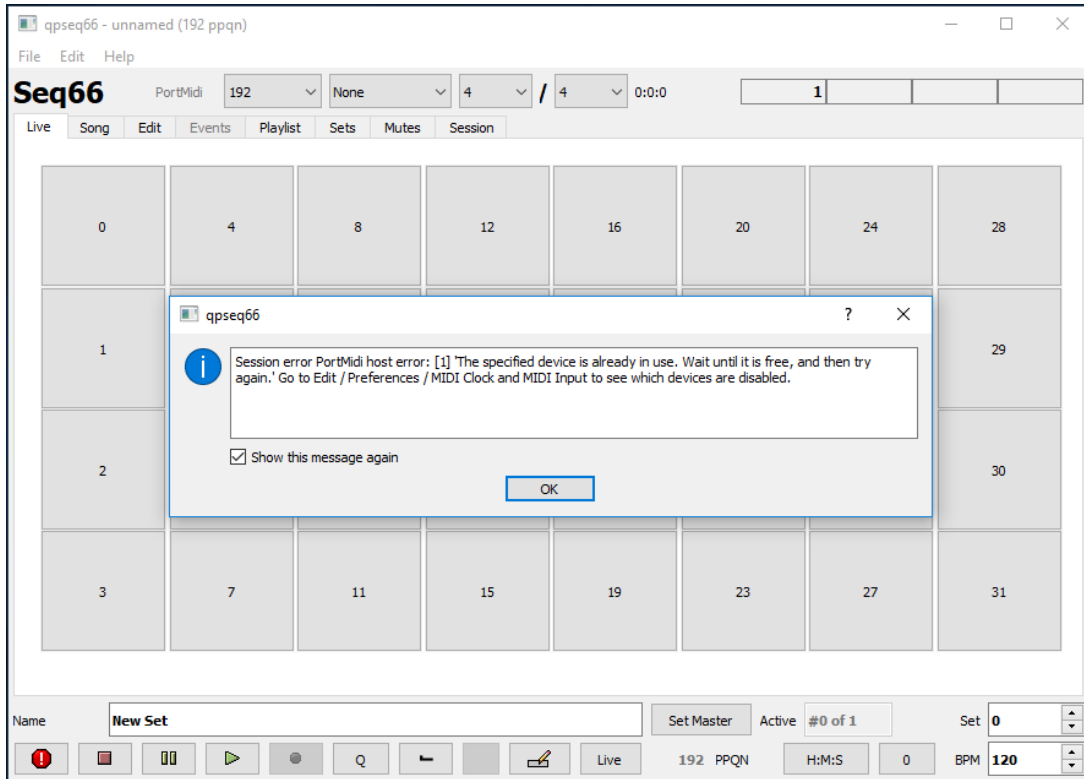 qpseq66 - unnamed (192 ppqn)
File Edit Help
Seq66 PortMidi 192 None 4 / 4 0:0:0 1
Live Song Edit Events Playlist Sets Mutes Session
0 4 8 12 16 20 24 28
qpseq66 ?
1 29
Session error PortMidi host error: [1] 'The specified device is already in use. Wait until it is free, and then try
again.' Go to Edit / Preferences / MIDI Clock and MIDI Input to see which devices are disabled.
Show this message again
2 30
OK
3 7 11 15 19 23 27 31
Name New Set Set Master Active #0 of 1 Set 0
Q Live 192 PPQN H:M:S 0 BPM 120